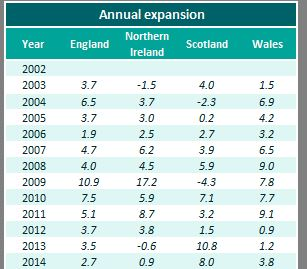 Annual expansion
Year England Northern Ireland Scotland Wales
2002
2003 3.7 -1.5 4.0 1.5
2004 6.5 3.7 -2.3 6.9
2005 3.7 3.0 0.2 4.2
2006 1.9 2.5 2.7 3.2
2007 4.7 6.2 3.9 6.5
2008 4.0 4.5 5.9 9.0
2009 10.9 17.2 -4.3 7.8
2010 7.5 5.9 7.1 7.7
2011 5.1 8.7 3.2 9.1
2012 3.7 3.8 1.5 0.9
2013 3.5 -0.6 10.8 1.2
2014 2.7 0.9 8.0 3.8